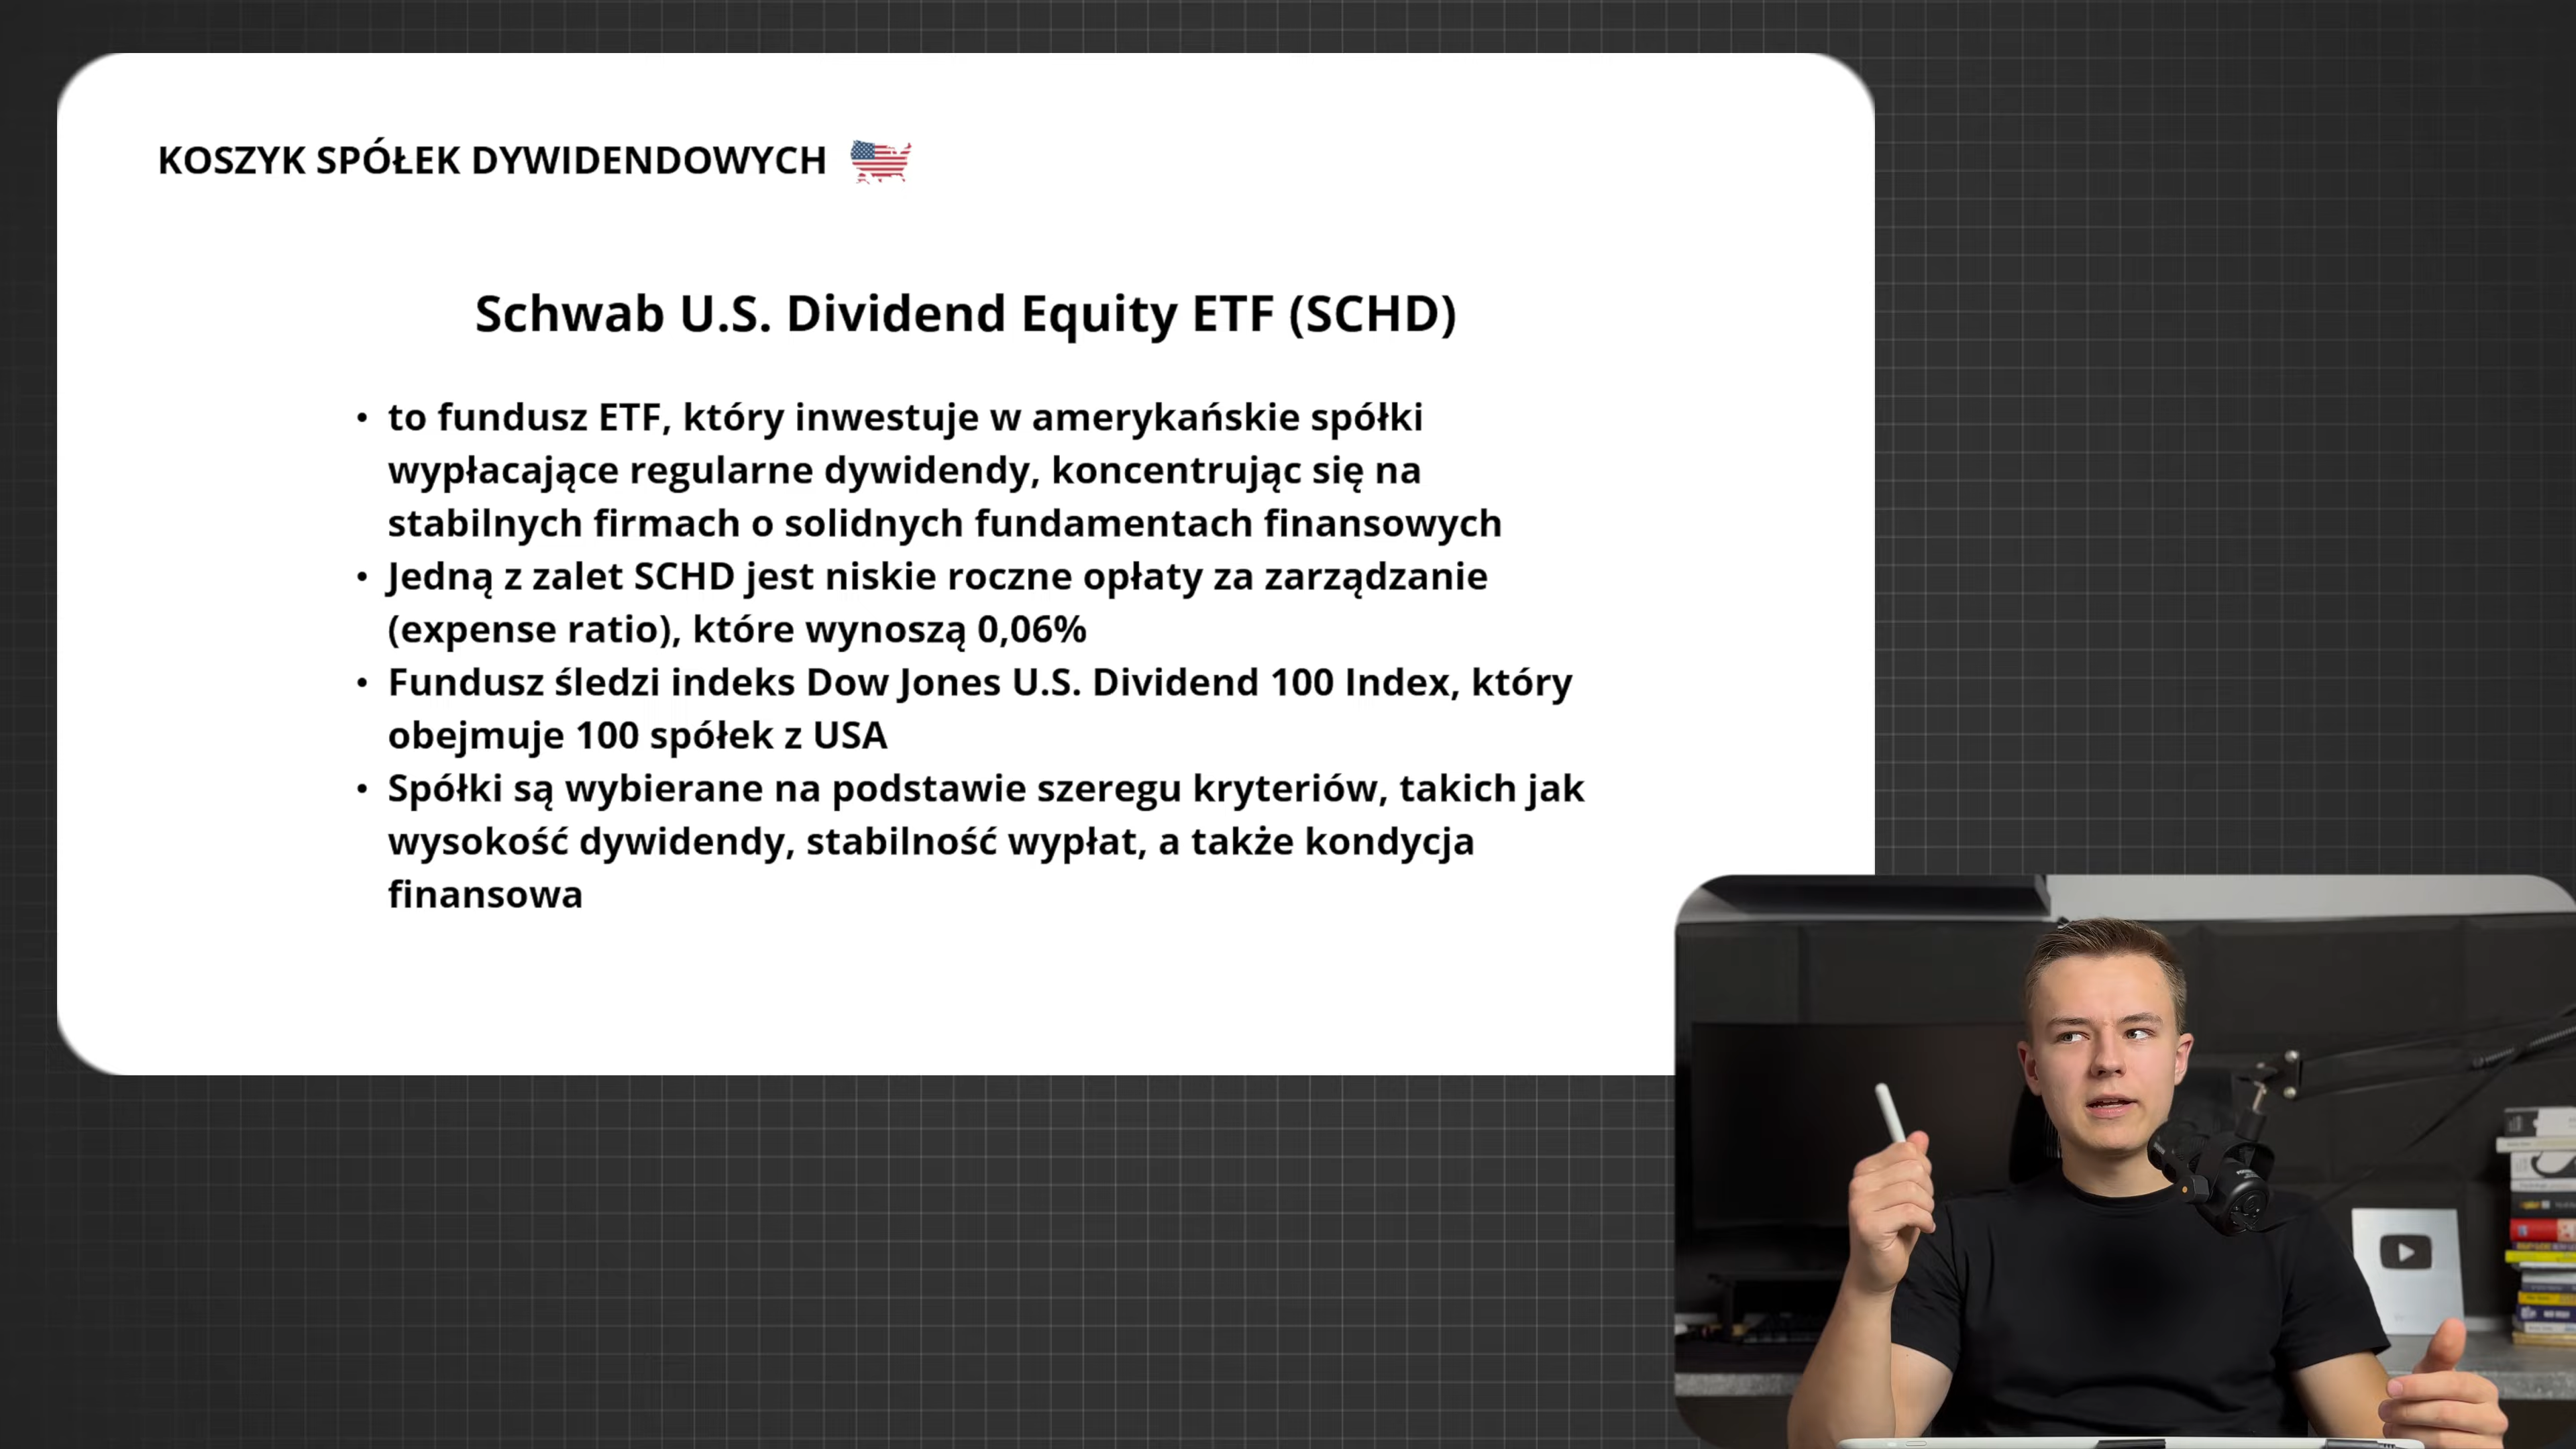 KOSZYK SPÓŁEK DYWIDENDOWYCH
Schwab U.S. Dividend Equity ETF (SCHD)
• to fundusz ETF, który inwestuje w amerykańskie spółki
wypłacające regularne dywidendy, koncentrując się na
stabilnych firmach o solidnych fundamentach finansowych
• Jedną z zalet SCHD jest niskie roczne opłaty za zarządzanie
(expense ratio), które wynoszą 0,06%
• Fundusz śledzi indeks Dow Jones U.S. Dividend 100 Index, który
obejmuje 100 spółek z USA
• Spółki są wybierane na podstawie szeregu kryteriów, takich jak
wysokość dywidendy, stabilność wypłat, a także kondycja
finansowa